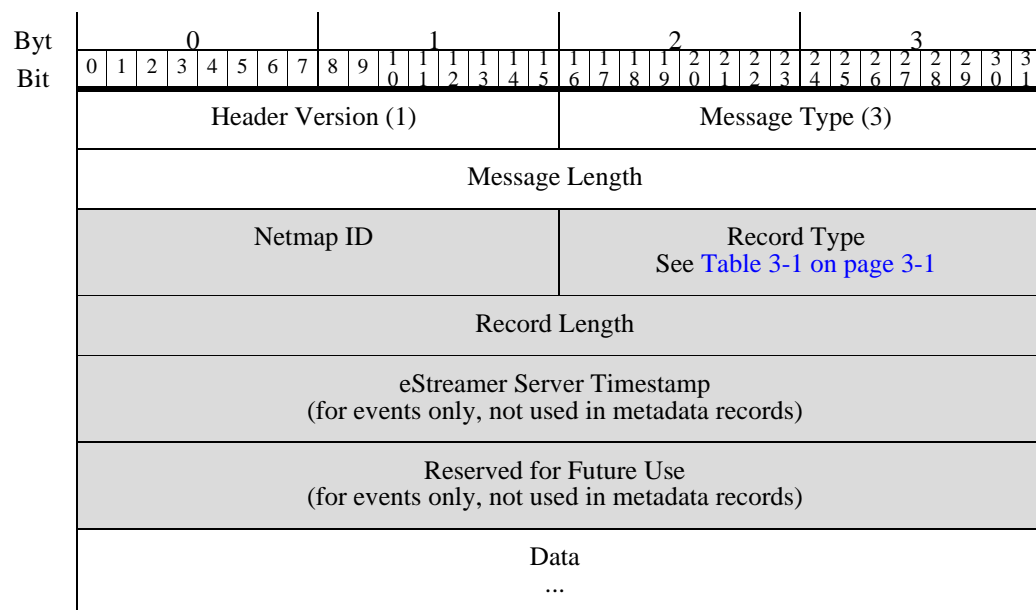 Byt 0 1 2 3
Bit 0 1 2 3 4 5 6 7 8 9 10 11 12 13 14 15 16 17 18 19 20 21 22 23 24 25 26 27 28 29 30 31
Header Version (1) Message Type (3)
Message Length
Netmap ID Record Type
See Table 3-1 on page 3-1
Record Length
eStreamer Server Timestamp
(for events only, not used in metadata records)
Reserved for Future Use
(for events only, not used in metadata records)
Data
...